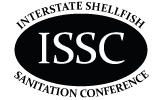 INTERSTATE SHELLFISH
ISSC
SANITATION CONFERENCE